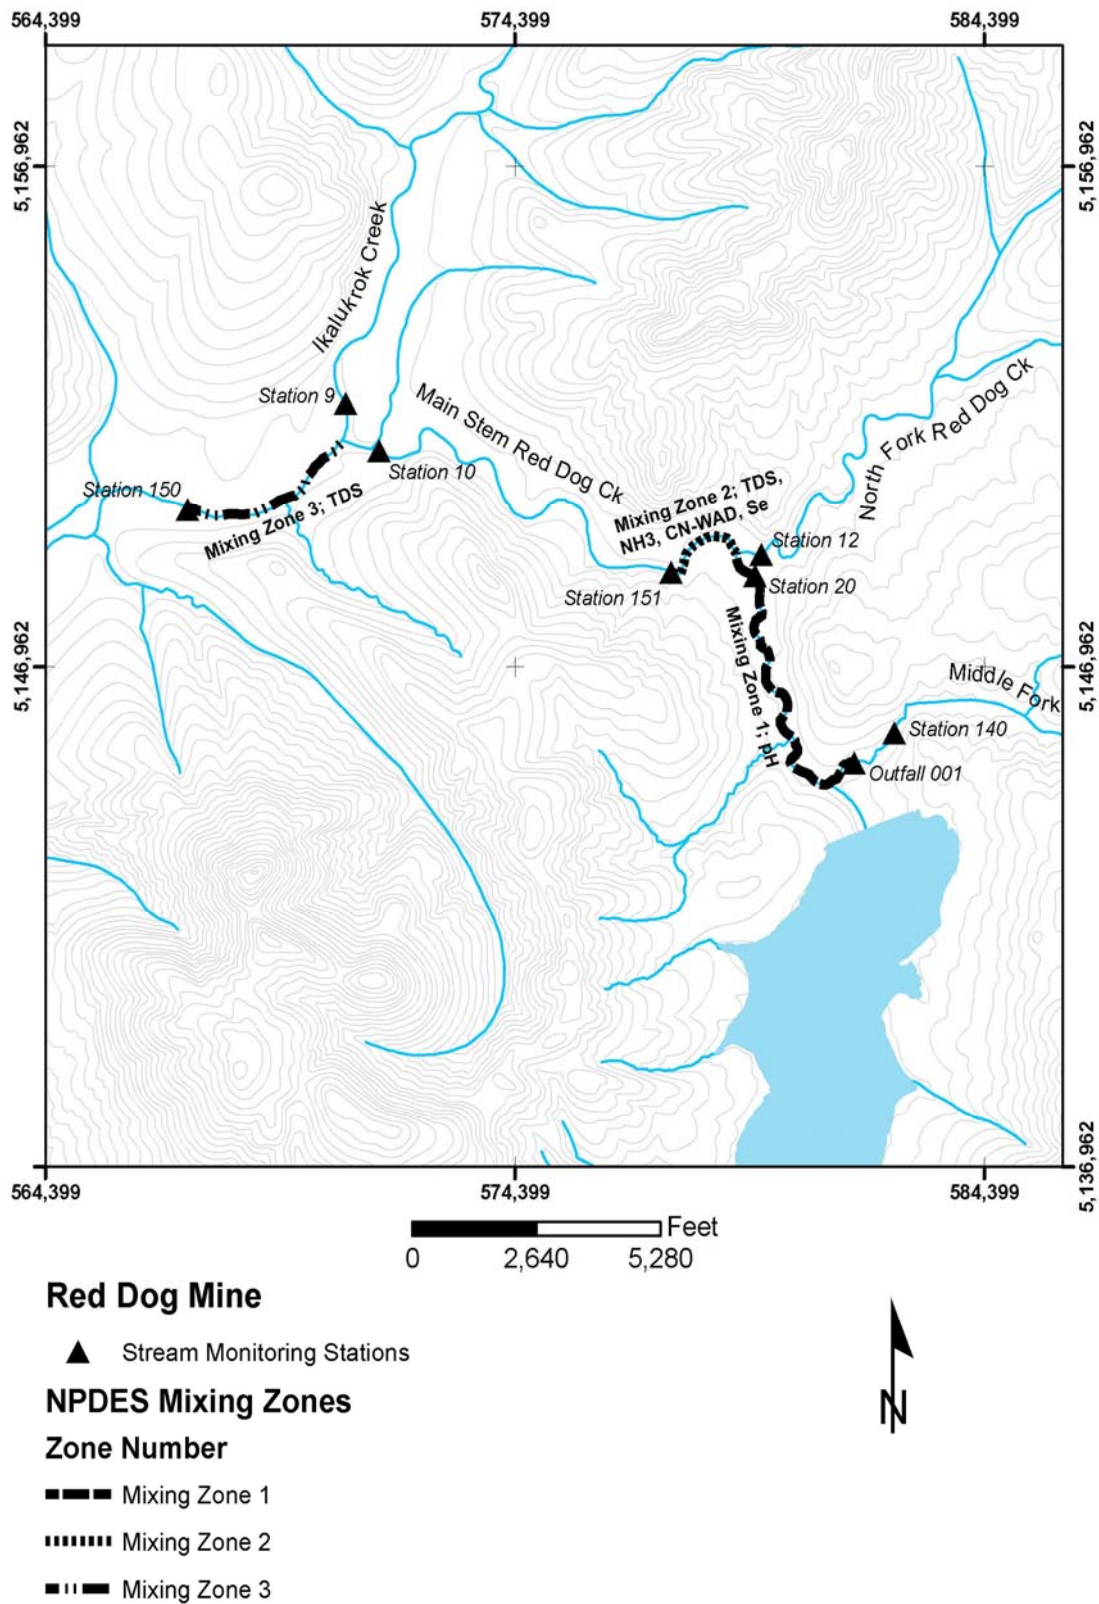 564,399
574,399
584,399
5,156,962
5,156,962
Ikalukrok Creek
Station 9
Main Stem Red Dog Ck
Station 10
North Fork Red Dog Ck
Station 150
Mixing Zone 3; TDS
Mixing Zone 2; TDS,
NH3, CN-WAD, Se
Station 12
Station 20
Station 151
Mixing Zone 1; pH
5,146,962
5,146,962
Middle Fork
Station 140
Outfall 001
5,136,962
564,399
574,399
584,399
Feet
0
2,640
5,280
Red Dog Mine
Stream Monitoring Stations
N
NPDES Mixing Zones
Zone Number
Mixing Zone 1
Mixing Zone 2
Mixing Zone 3